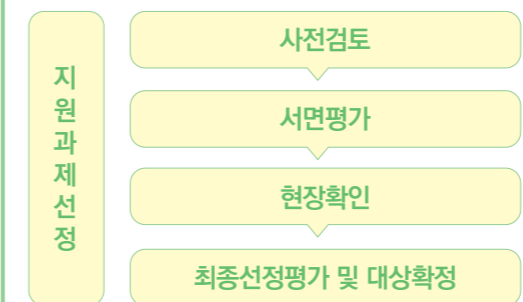 지원과제선정
사전검토
서면평가
현장확인
최종선정평가 및 대상확정